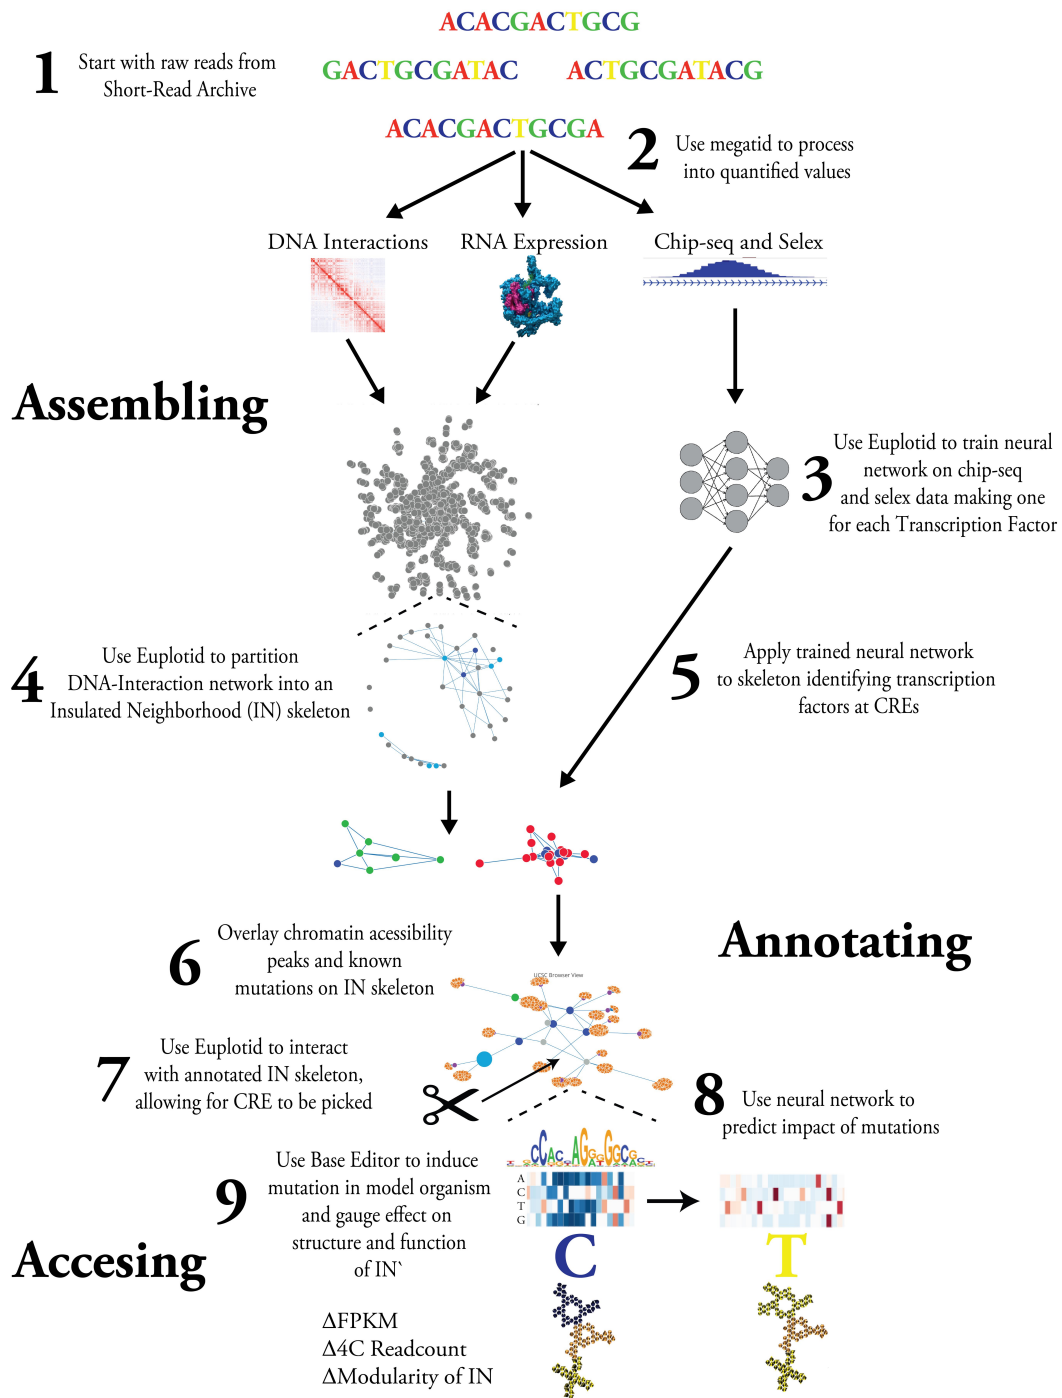 ACACGACTGCG
1
Start with raw reads from
Short-Read Archive
GACTGCGATAC
ACTGCGATACG
ACACGACTGCGA
2
Use megatid to process
into quantified values
DNA Interactions
RNA Expression
Chip-seq and Selex
Assembling
3
Use Euplotid to train neural
network on chip-seq
and selex data making one
for each Transcription Factor
4
Use Euplotid to partition
DNA-Interaction network into an
Insulated Neighborhood (IN) skeleton
5
Apply trained neural network
to skeleton identifying transcription
factors at CREs
Annotating
6
Overlay chromatin acessibility
peaks and known
mutations on IN skeleton
UCSC Browser View
7
Use Euplotid to interact
with annotated IN skeleton,
allowing for CRE to be picked
8
Use neural network to
predict impact of mutations
9
Use Base Editor to induce
mutation in model organism
and gauge effect on
structure and function
of IN`
A
C
T
G
Accesing
C
T
ΔFPKM
Δ4C Readcount
ΔModularity of IN